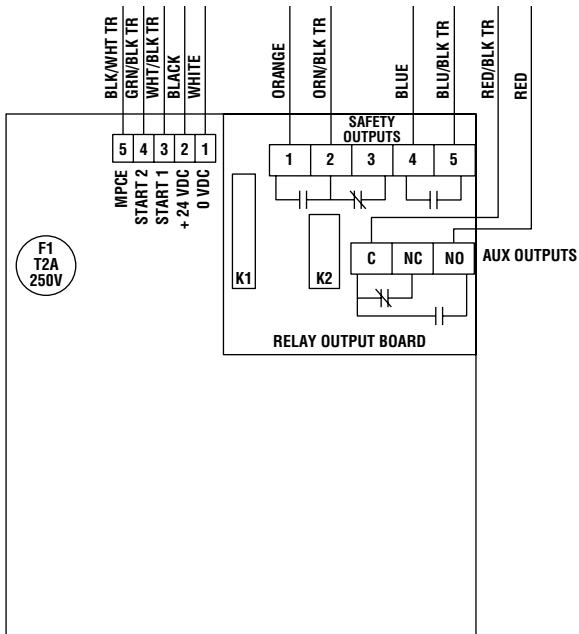 BLK/WHT TR
GRN/BLK TR
WHT/BLK TR
BLACK
WHITE
ORANGE
ORN/BLK TR
BLUE
BLU/BLK TR
RED/BLK TR
RED
SAFETY
OUTPUTS
5 4 3 2 1
1 2 3 4 5
MPCE
START 2
START 1
+ 24 VDC
0 VDC
F1
T2A
250V
K1
K2
C NC NO
AUX OUTPUTS
RELAY OUTPUT BOARD